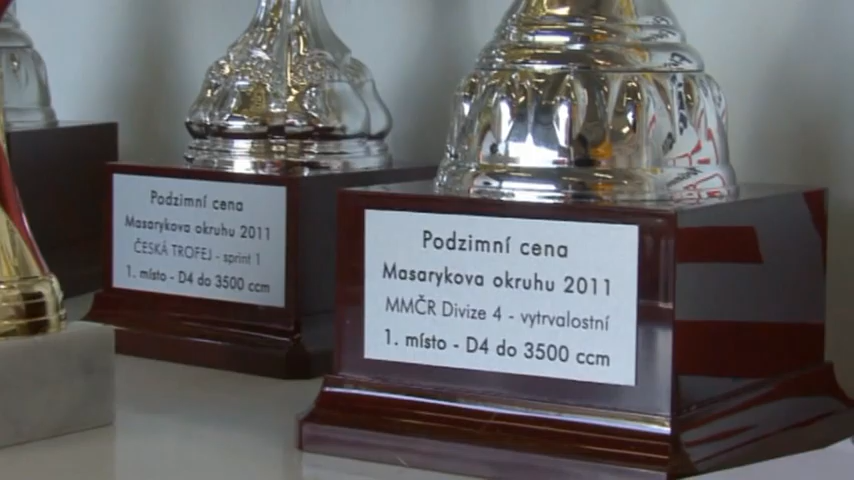 Podzimní cena
Masarykova okruhu 2011
ČESKÁ TROFEJ - sprint 1
1. místo - D4 do 3500 ccm
Podzimní cena
Masarykova okruhu 2011
MMČR Divize 4 - vytrvalostní
1. místo - D4 do 3500 ccm